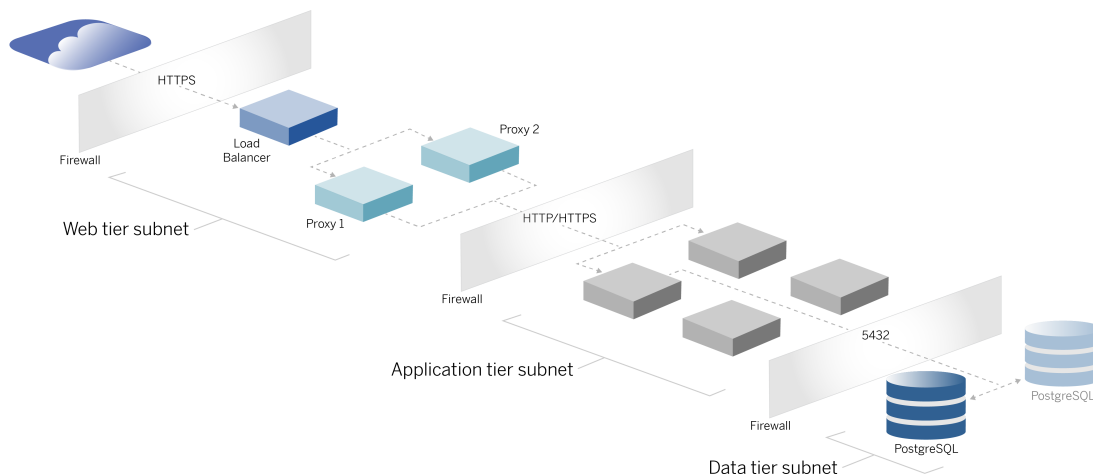 HTTPS
Firewall
Load
Balancer
Proxy 2
Proxy 1
Web tier subnet
HTTP/HTTPS
Firewall
Application tier subnet
5432
Firewall
PostgreSQL
PostgreSQL
Data tier subnet